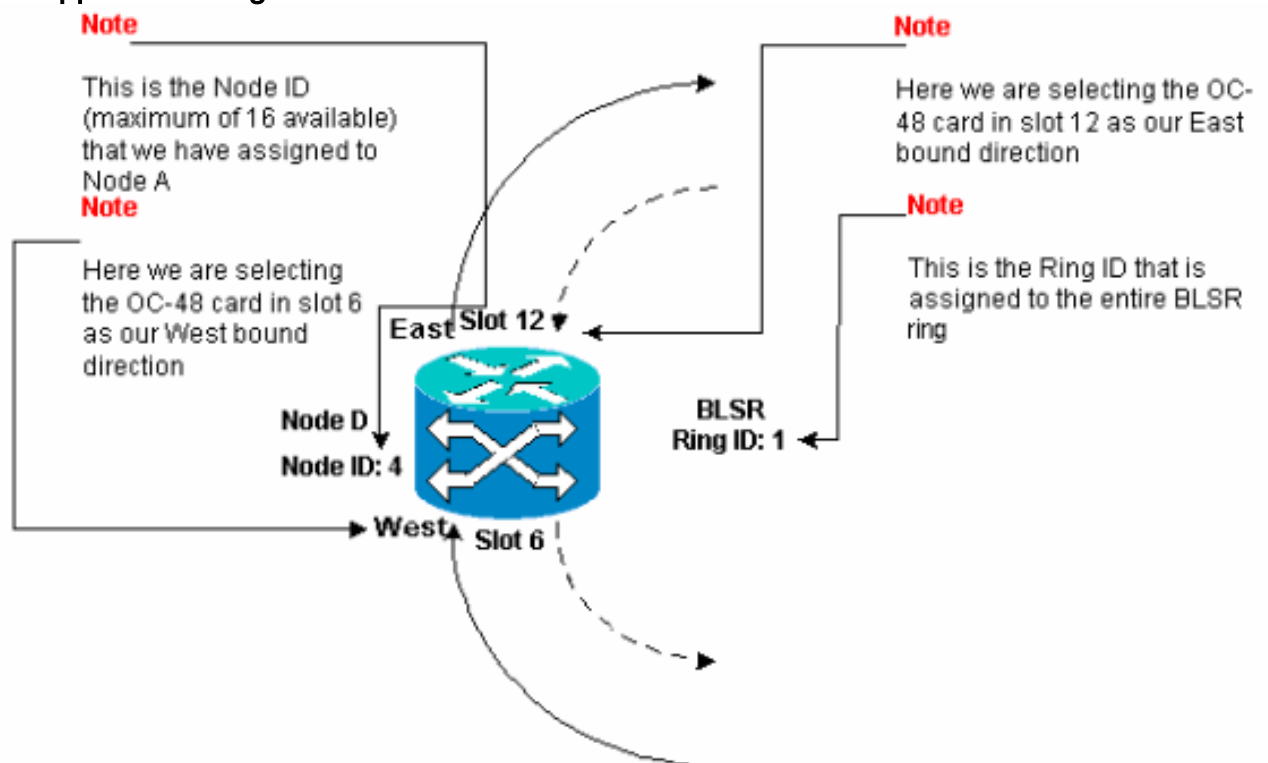 Note
This is the Node ID
(maximum of 16 available)
that we have assigned to
Node A
Note
Here we are selecting
the OC-48 card in slot 6
as our West bound
direction
Note
Here we are selecting the OC-
48 card in slot 12 as our East
bound direction
Note
This is the Ring ID that is
assigned to the entire BLSR
ring
East
Slot 12
Node D
Node ID: 4
BLSR
Ring ID: 1
West
Slot 6